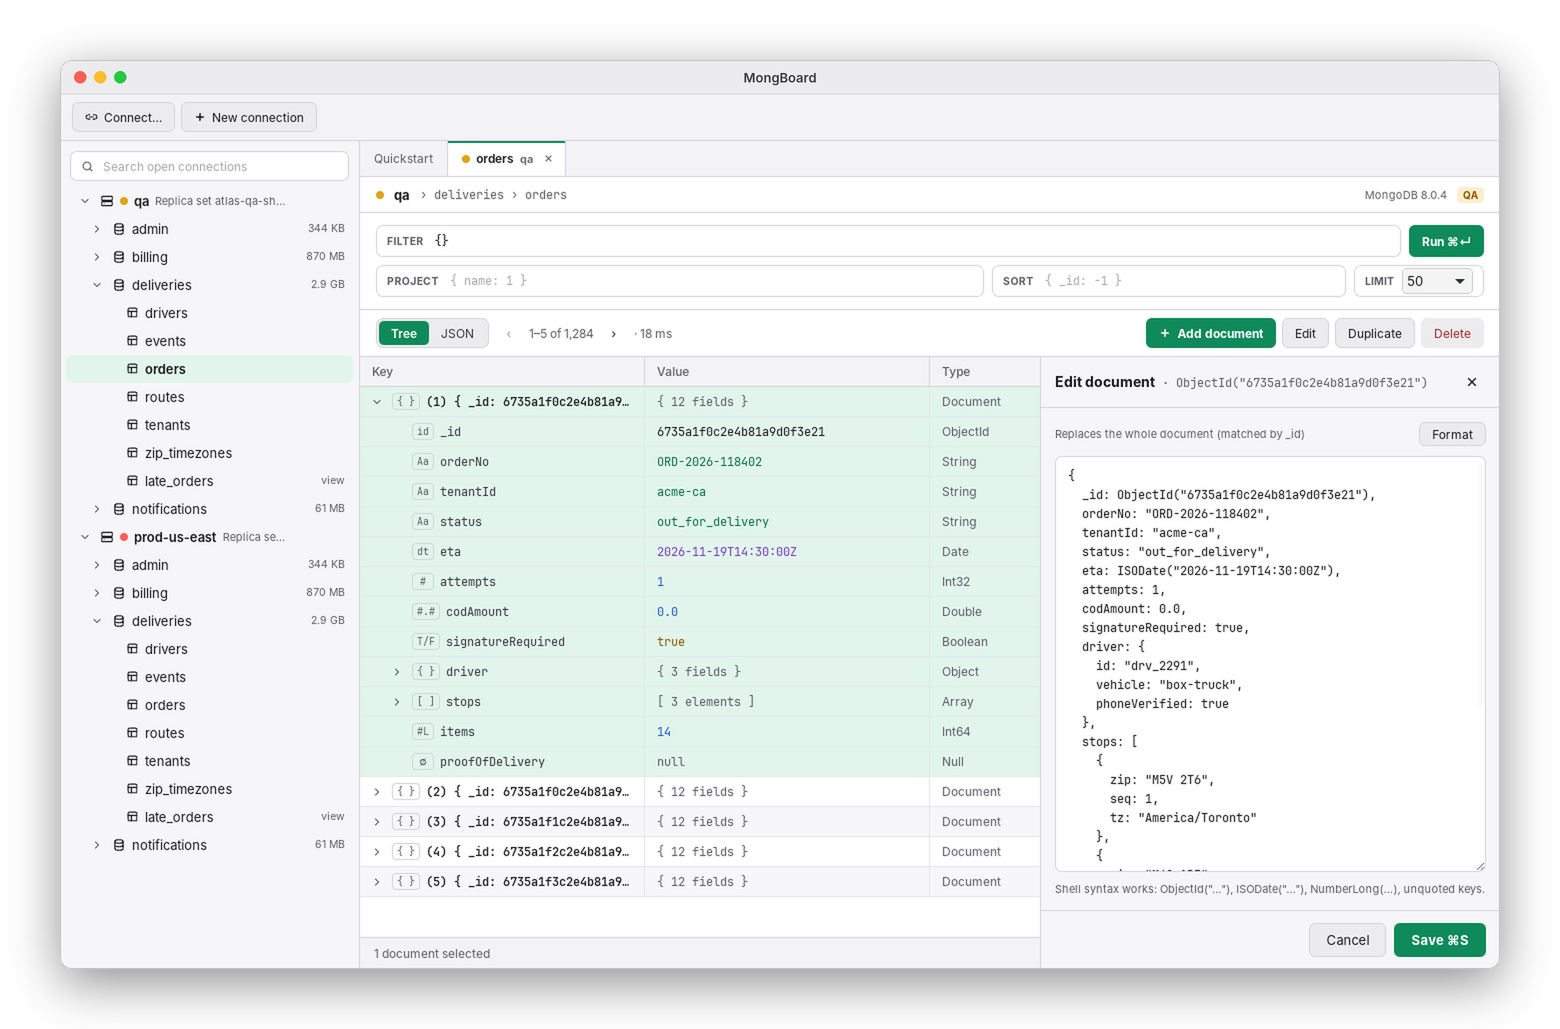 MongBoard
Connect...
+ New connection
Search open connections
qa Replica set atlas-qa-sh...
admin 344 KB
billing 870 MB
deliveries 2.9 GB
drivers
events
orders
routes
tenants
zip_timezones
late_orders view
notifications 61 MB
prod-us-east Replica se...
admin 344 KB
billing 870 MB
deliveries 2.9 GB
drivers
events
orders
routes
tenants
zip_timezones
late_orders view
notifications 61 MB
Quickstart
orders qa ×
qa › deliveries › orders
MongoDB 8.0.4 QA
FILTER {}
Run ⌘↵
PROJECT { name: 1 }
SORT { _id: -1 }
LIMIT 50
Tree JSON ‹ 1–5 of 1,284 › · 18 ms
+ Add document Edit Duplicate Delete
Key Value Type
{ } (1) { _id: 6735a1f0c2e4b81a9… { 12 fields } Document
id _id 6735a1f0c2e4b81a9d0f3e21 ObjectId
Aa orderNo ORD-2026-118402 String
Aa tenantId acme-ca String
Aa status out_for_delivery String
dt eta 2026-11-19T14:30:00Z Date
# attempts 1 Int32
#.# codAmount 0.0 Double
T/F signatureRequired true Boolean
{ } driver { 3 fields } Object
[ ] stops [ 3 elements ] Array
#L items 14 Int64
∅ proofOfDelivery null Null
{ } (2) { _id: 6735a1f0c2e4b81a9… { 12 fields } Document
{ } (3) { _id: 6735a1f1c2e4b81a9… { 12 fields } Document
{ } (4) { _id: 6735a1f2c2e4b81a9… { 12 fields } Document
{ } (5) { _id: 6735a1f3c2e4b81a9… { 12 fields } Document
1 document selected
Edit document · ObjectId("6735a1f0c2e4b81a9d0f3e21") ✕
Replaces the whole document (matched by _id)
Format
{
_id: ObjectId("6735a1f0c2e4b81a9d0f3e21"),
orderNo: "ORD-2026-118402",
tenantId: "acme-ca",
status: "out_for_delivery",
eta: ISODate("2026-11-19T14:30:00Z"),
attempts: 1,
codAmount: 0.0,
signatureRequired: true,
driver: {
id: "drv_2291",
vehicle: "box-truck",
phoneVerified: true
},
stops: [
{
zip: "M5V 2T6",
seq: 1,
tz: "America/Toronto"
},
{
Shell syntax works: ObjectId("…"), ISODate("…"), NumberLong(…), unquoted keys.
Cancel
Save ⌘S